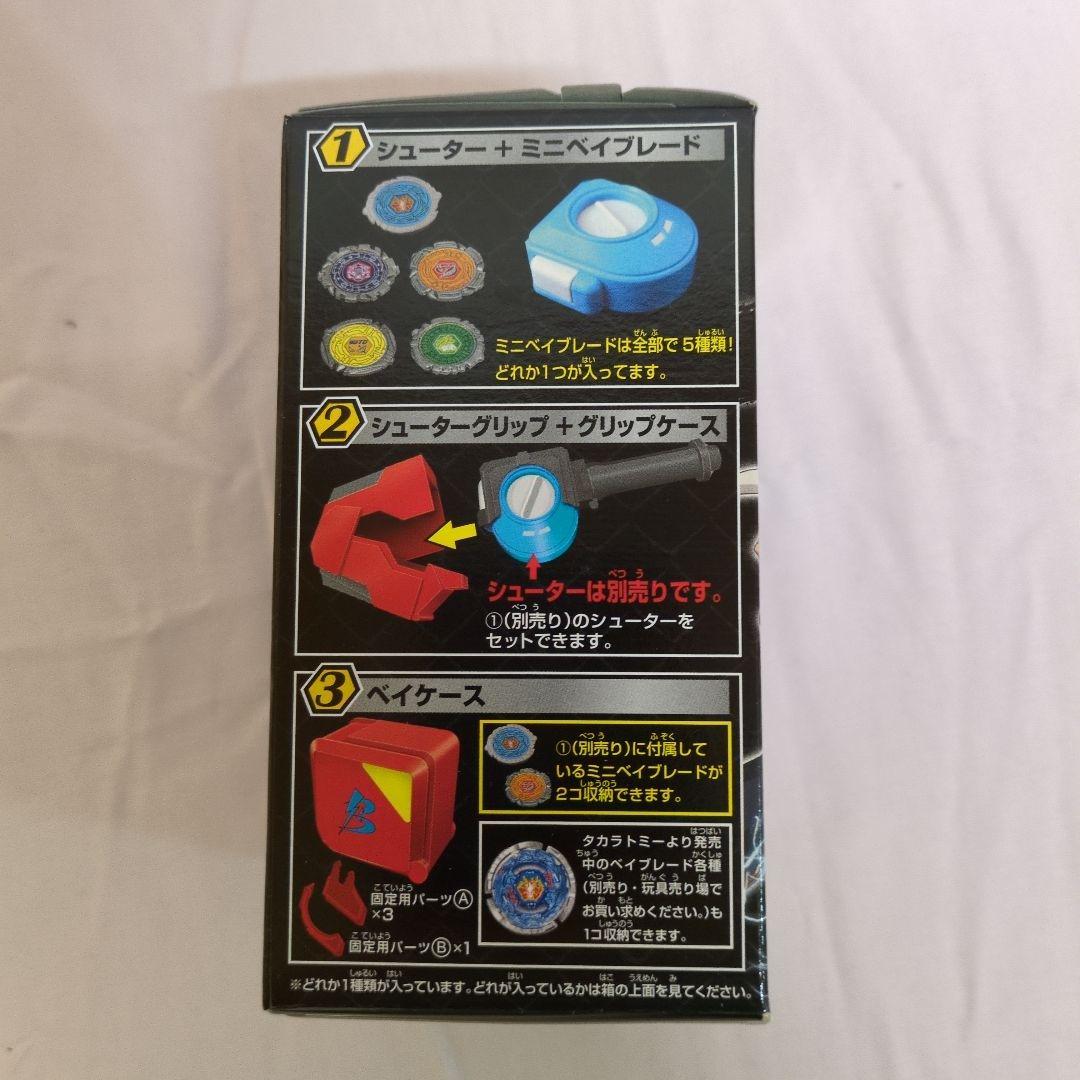 1 シューター + ミニベイブレード
ミニベイブレードは全部で5種類!
どれか1つが入ってます。
2 シューターグリップ + グリップケース
シューターは別売りです。
①(別売り)のシューターを
セットできます。
3 ベイケース
①(別売り)に付属して
いるミニベイブレードが
2コ収納できます。
B
固定用パーツⒶ
×3
固定用パーツⒷ×1
タカラトミーより発売
中のベイブレード各種
(別売り・玩具売り場で
お買い求めください。)も
1コ収納できます。
※どれか1種類が入っています。どれが入っているかは箱の上面を見てください。